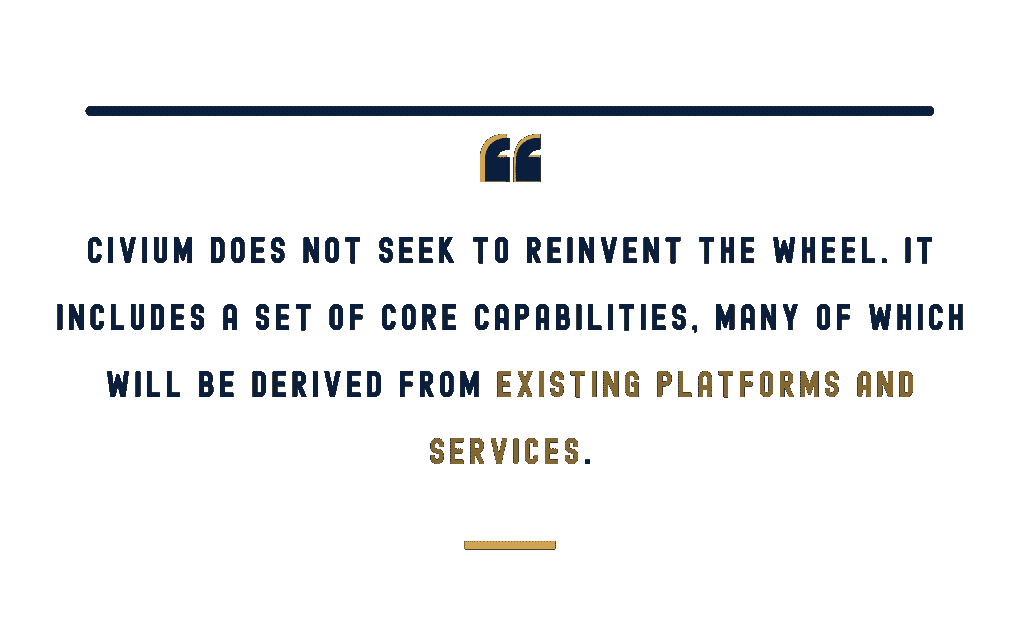 CIVIUM DOES NOT SEEK TO REINVENT THE WHEEL. IT
INCLUDES A SET OF CORE CAPABILITIES, MANY OF WHICH
WILL BE DERIVED FROM EXISTING PLATFORMS AND
SERVICES.